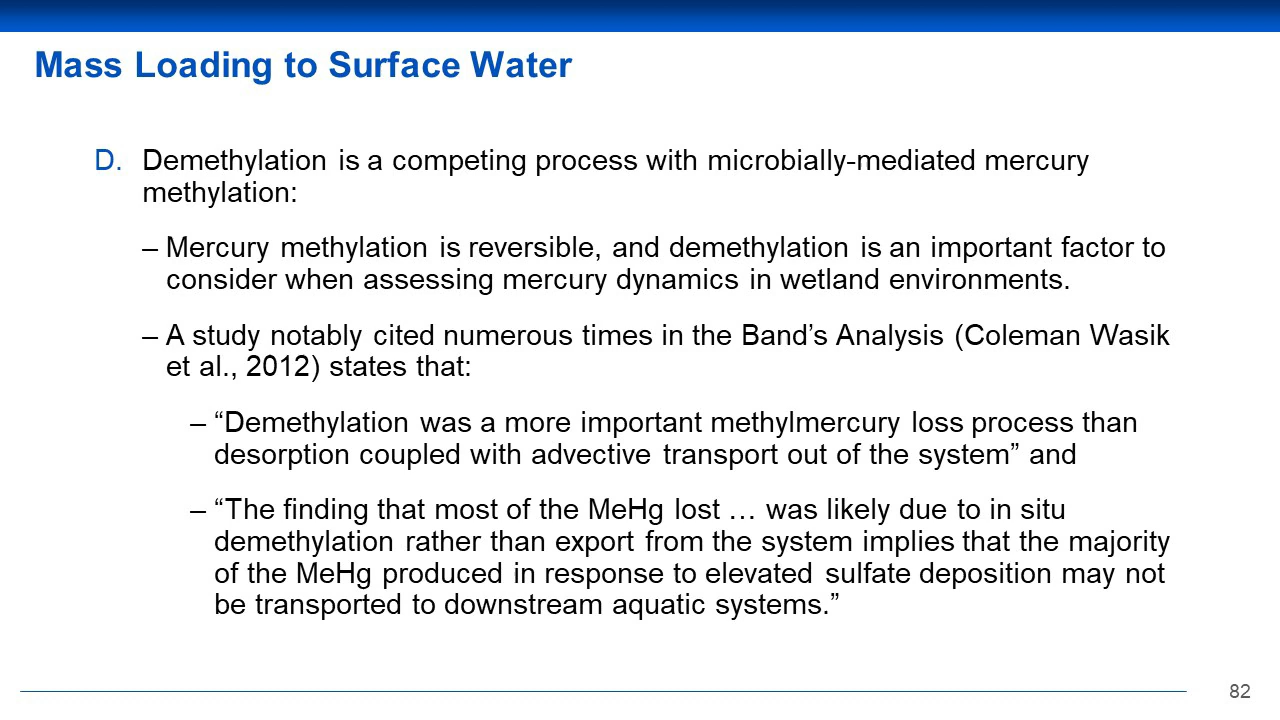 Mass Loading to Surface Water
D. Demethylation is a competing process with microbially-mediated mercury
methylation:
– Mercury methylation is reversible, and demethylation is an important factor to
consider when assessing mercury dynamics in wetland environments.
– A study notably cited numerous times in the Band’s Analysis (Coleman Wasik
et al., 2012) states that:
– “Demethylation was a more important methylmercury loss process than
desorption coupled with advective transport out of the system” and
– “The finding that most of the MeHg lost … was likely due to in situ
demethylation rather than export from the system implies that the majority
of the MeHg produced in response to elevated sulfate deposition may not
be transported to downstream aquatic systems.”
82